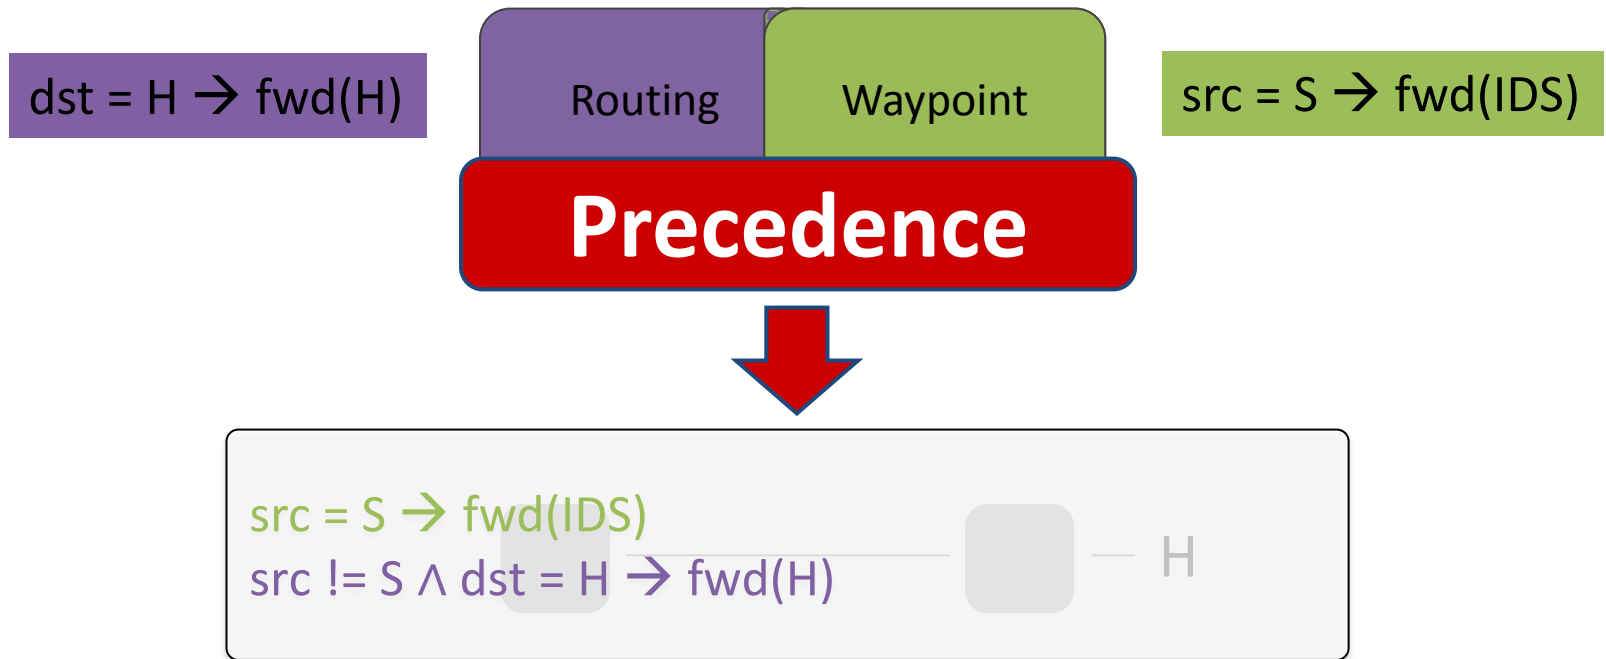 dst = H → fwd(H)
Routing
Waypoint
src = S → fwd(IDS)
Precedence
src = S → fwd(IDS)
src != S ∧ dst = H → fwd(H)
H